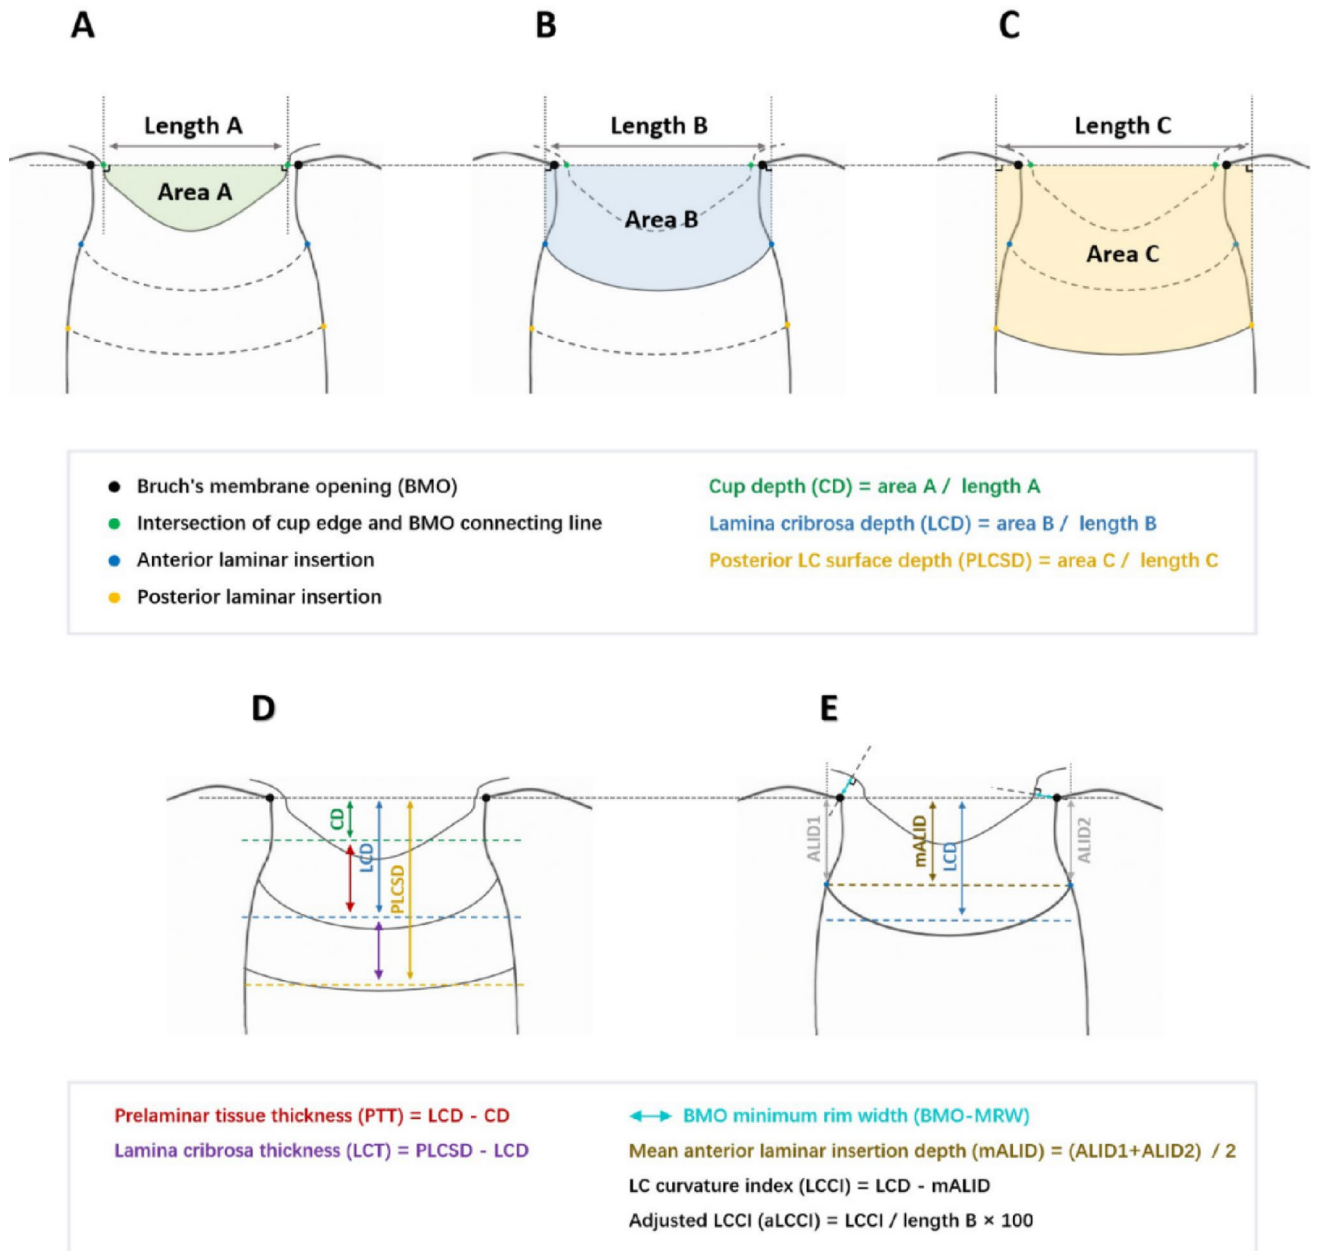 A
B
C
Length A
Length B
Length C
Area A
Area B
Area C
Bruch's membrane opening (BMO)
Intersection of cup edge and BMO connecting line
Anterior laminar insertion
Posterior laminar insertion
Cup depth (CD) = area A / length A
Lamina cribrosa depth (LCD) = area B / length B
Posterior LC surface depth (PLCSD) = area C / length C
D
E
CD
LCD
PLCSD
ALID1
mALID
LCD
ALID2
Prelaminar tissue thickness (PTT) = LCD - CD
Lamina cribrosa thickness (LCT) = PLCSD - LCD
BMO minimum rim width (BMO-MRW)
Mean anterior laminar insertion depth (mALID) = (ALID1+ALID2) / 2
LC curvature index (LCCI) = LCD - mALID
Adjusted LCCI (aLCCI) = LCCI / length B × 100